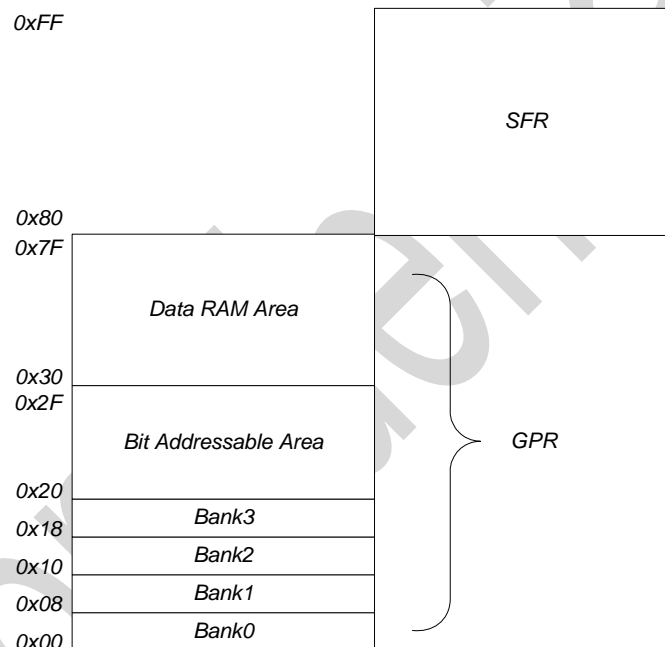 0xFF
SFR
0x80
0x7F
Data RAM Area
0x30
0x2F
Bit Addressable Area
GPR
0x20
Bank3
0x18
Bank2
0x10
Bank1
0x08
Bank0
0x00